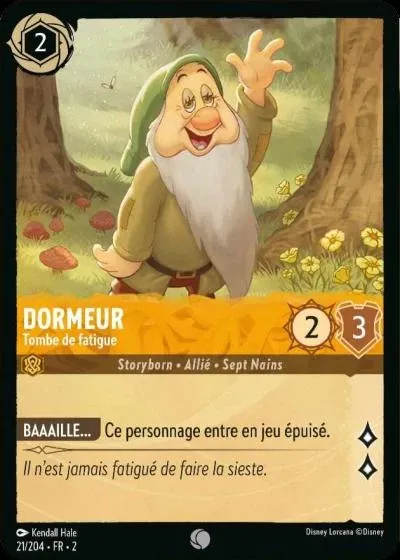 2
DORMEUR
Tombe de fatigue
2
3
Storyborn • Allié • Sept Nains
BAAAILLE... Ce personnage entre en jeu épuisé.
Il n'est jamais fatigué de faire la sieste.
Kendall Hale
Disney Lorcana ©Disney
21/204 • FR • 2